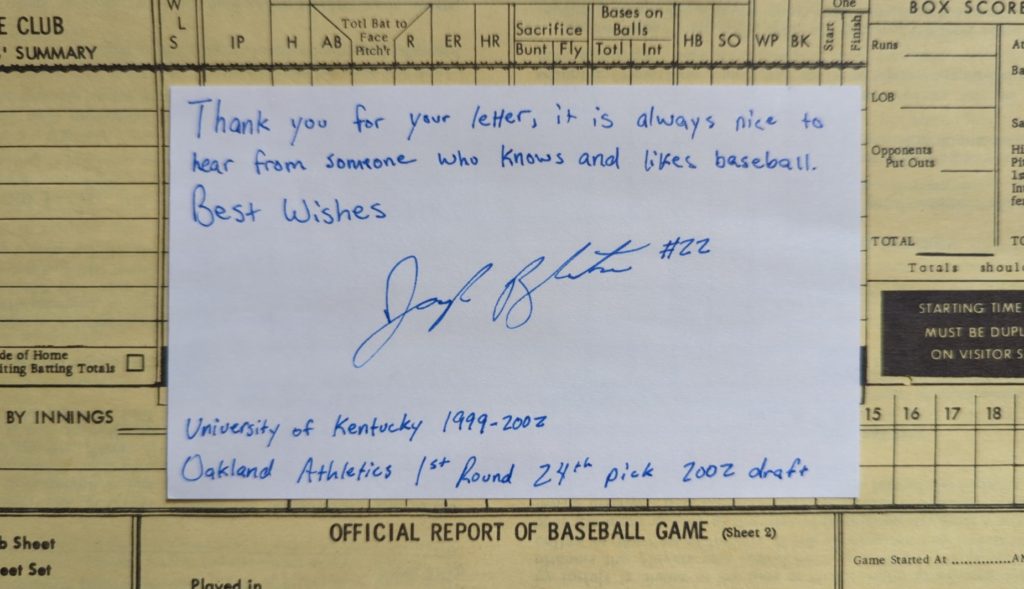 E CLUB
' SUMMARY
W
L
S
IP
H
AB
Totl Bat to
Face
Pitch'r
R
ER
HR
Sacrifice
Bunt Fly
Bases on
Balls
Totl Int
HB
SO
WP
BK
One
Start
Finish
BOX SCORE
Runs
LOB
Opponents
Put Outs
TOTAL
Totals
STARTING TIME
MUST BE
ON VISITOR S
Thank you for your letter, it is always nice to
hear from someone who knows and likes baseball.
Best Wishes
#22
University of Kentucky 1999-2002
Oakland Athletics 1st Round 24th pick 2002 draft
de of Home
iting Batting Totals
BY INNINGS
15 16 17 18
OFFICIAL REPORT OF BASEBALL GAME (Sheet 2)
b Sheet
eet Set
Played in
Game Started At